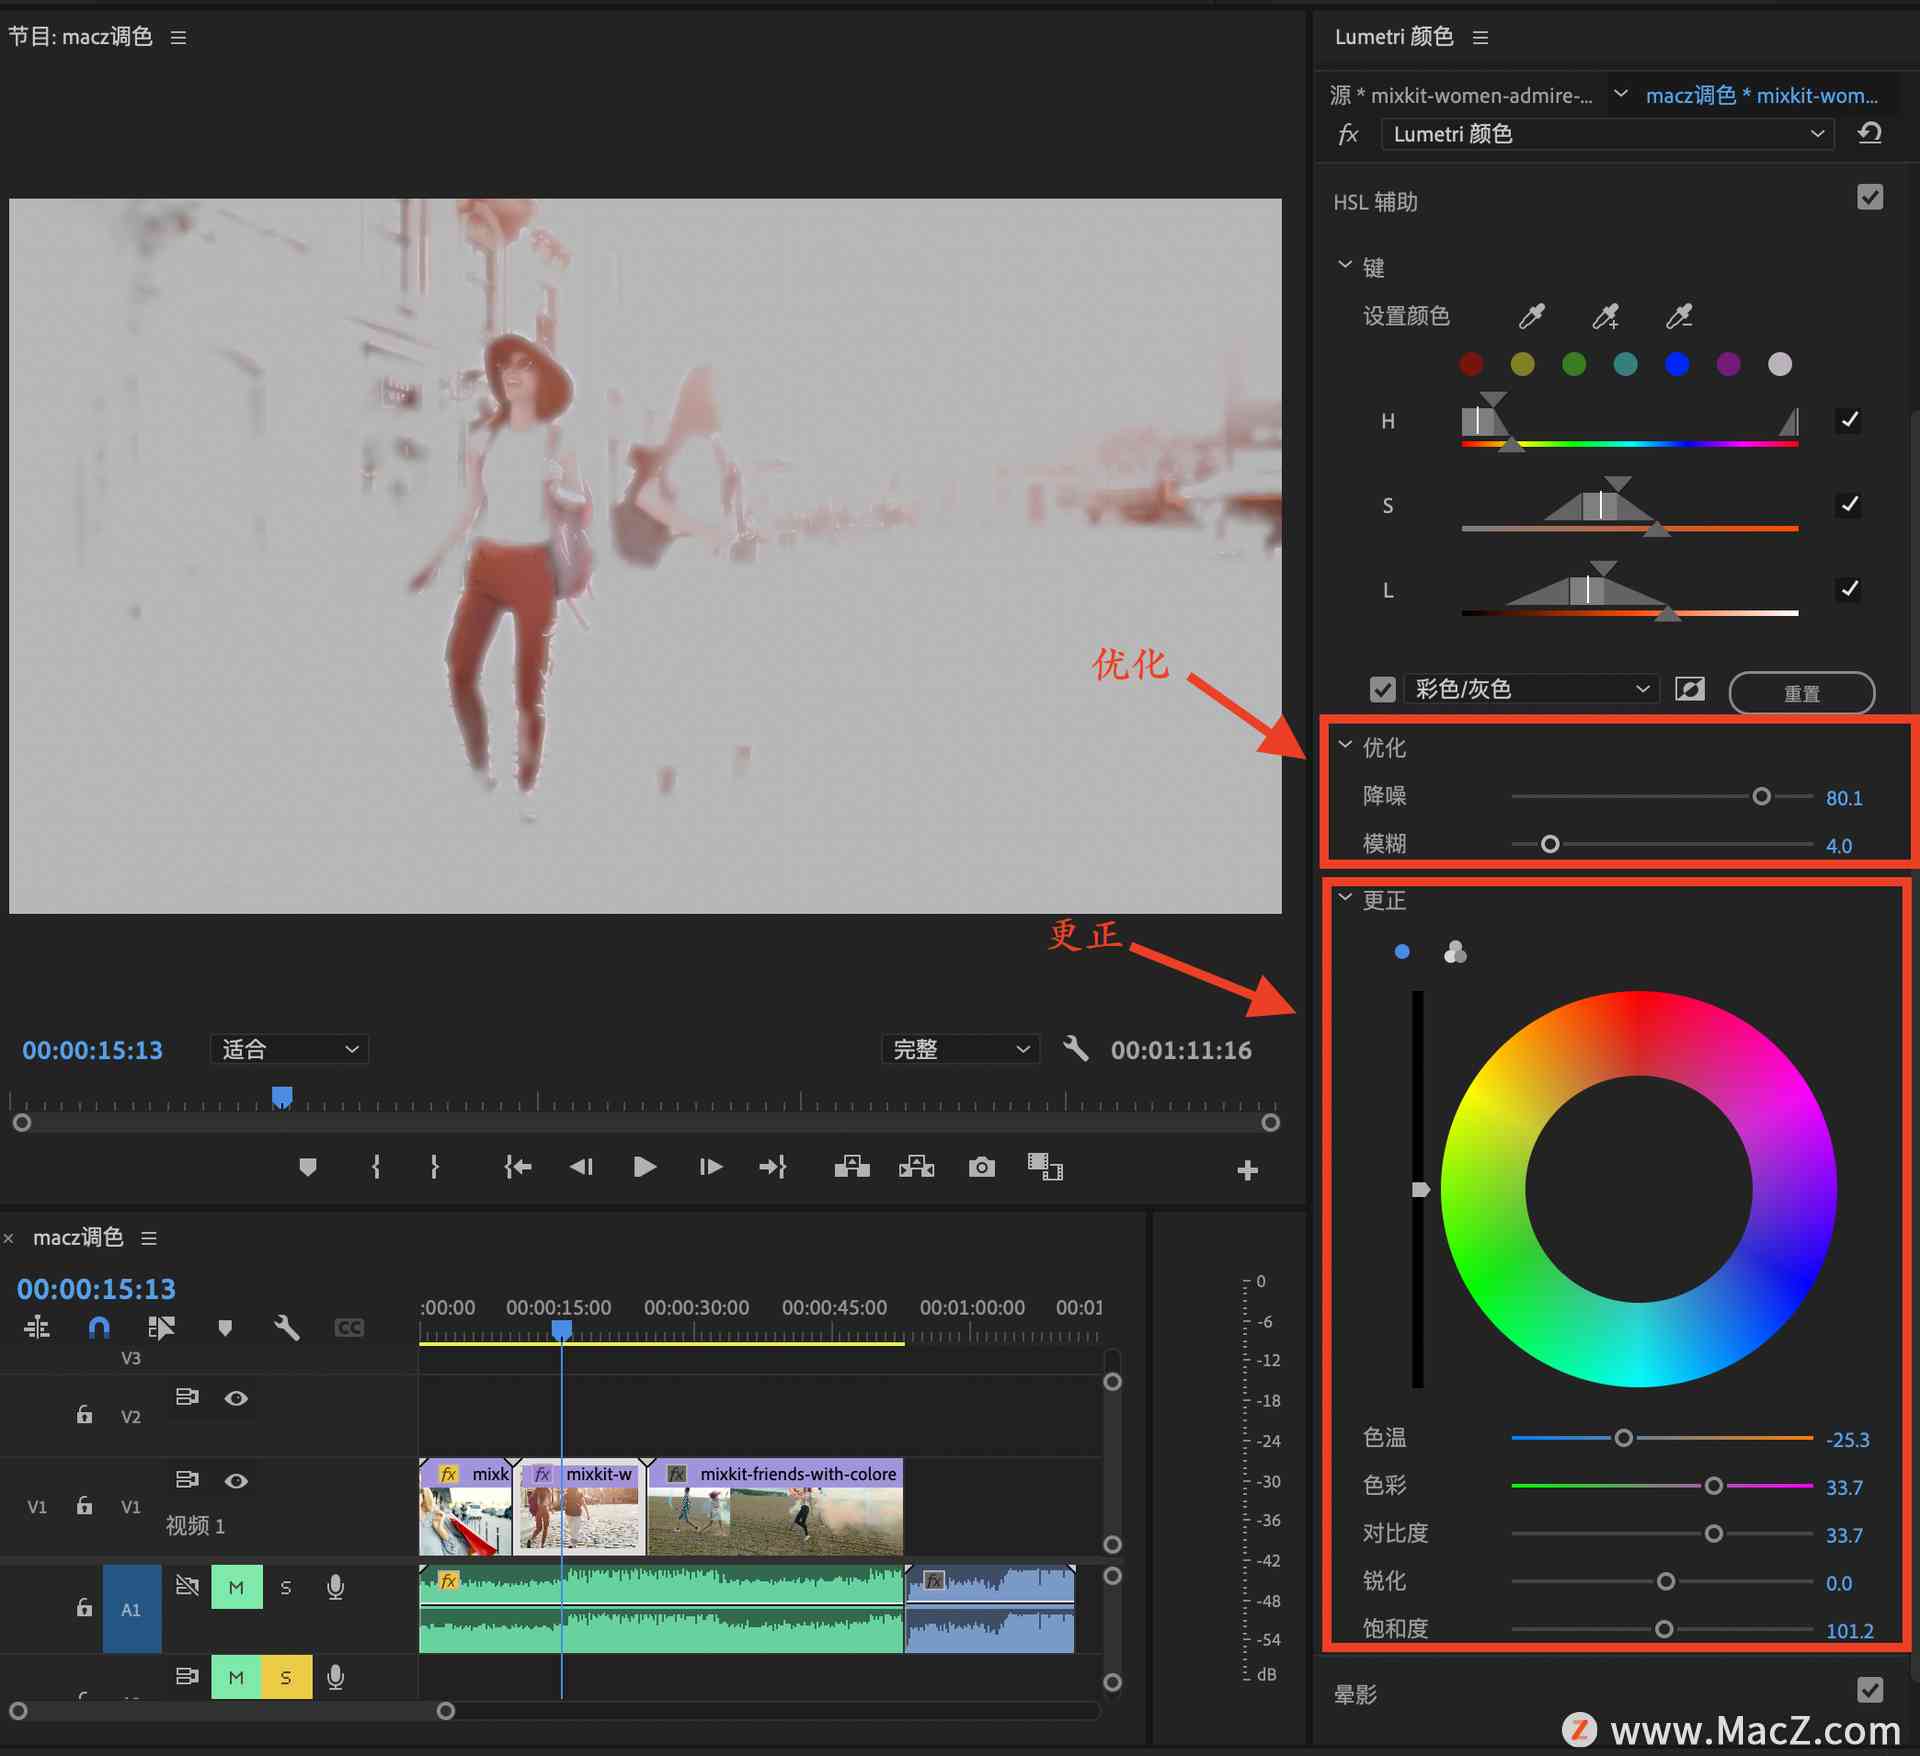 节目: macz调色
Lumetri 颜色
源 * mixkit-women-admire-...
macz调色 * mixkit-wom...
fx
Lumetri 颜色
HSL 辅助
键
设置颜色
H
S
L
彩色/灰色
重置
优化
优化
降噪
80.1
模糊
4.0
更正
更正
00:00:15:13
适合
完整
00:01:11:16
色温
-25.3
色彩
33.7
对比度
33.7
锐化
0.0
饱和度
101.2
晕影
macz调色
00:00:15:13
:00:00
00:00:15:00
00:00:30:00
00:00:45:00
00:01:00:00
00:01
CC
V3
V2
V1
V1
视频 1
fx
mixk
fx
mixkit-w
fx
mixkit-friends-with-colore
A1
M
S
fx
fx
M
S
0
-6
-12
-18
-24
-30
-36
-42
-48
-54
dB
Z www.MacZ.com